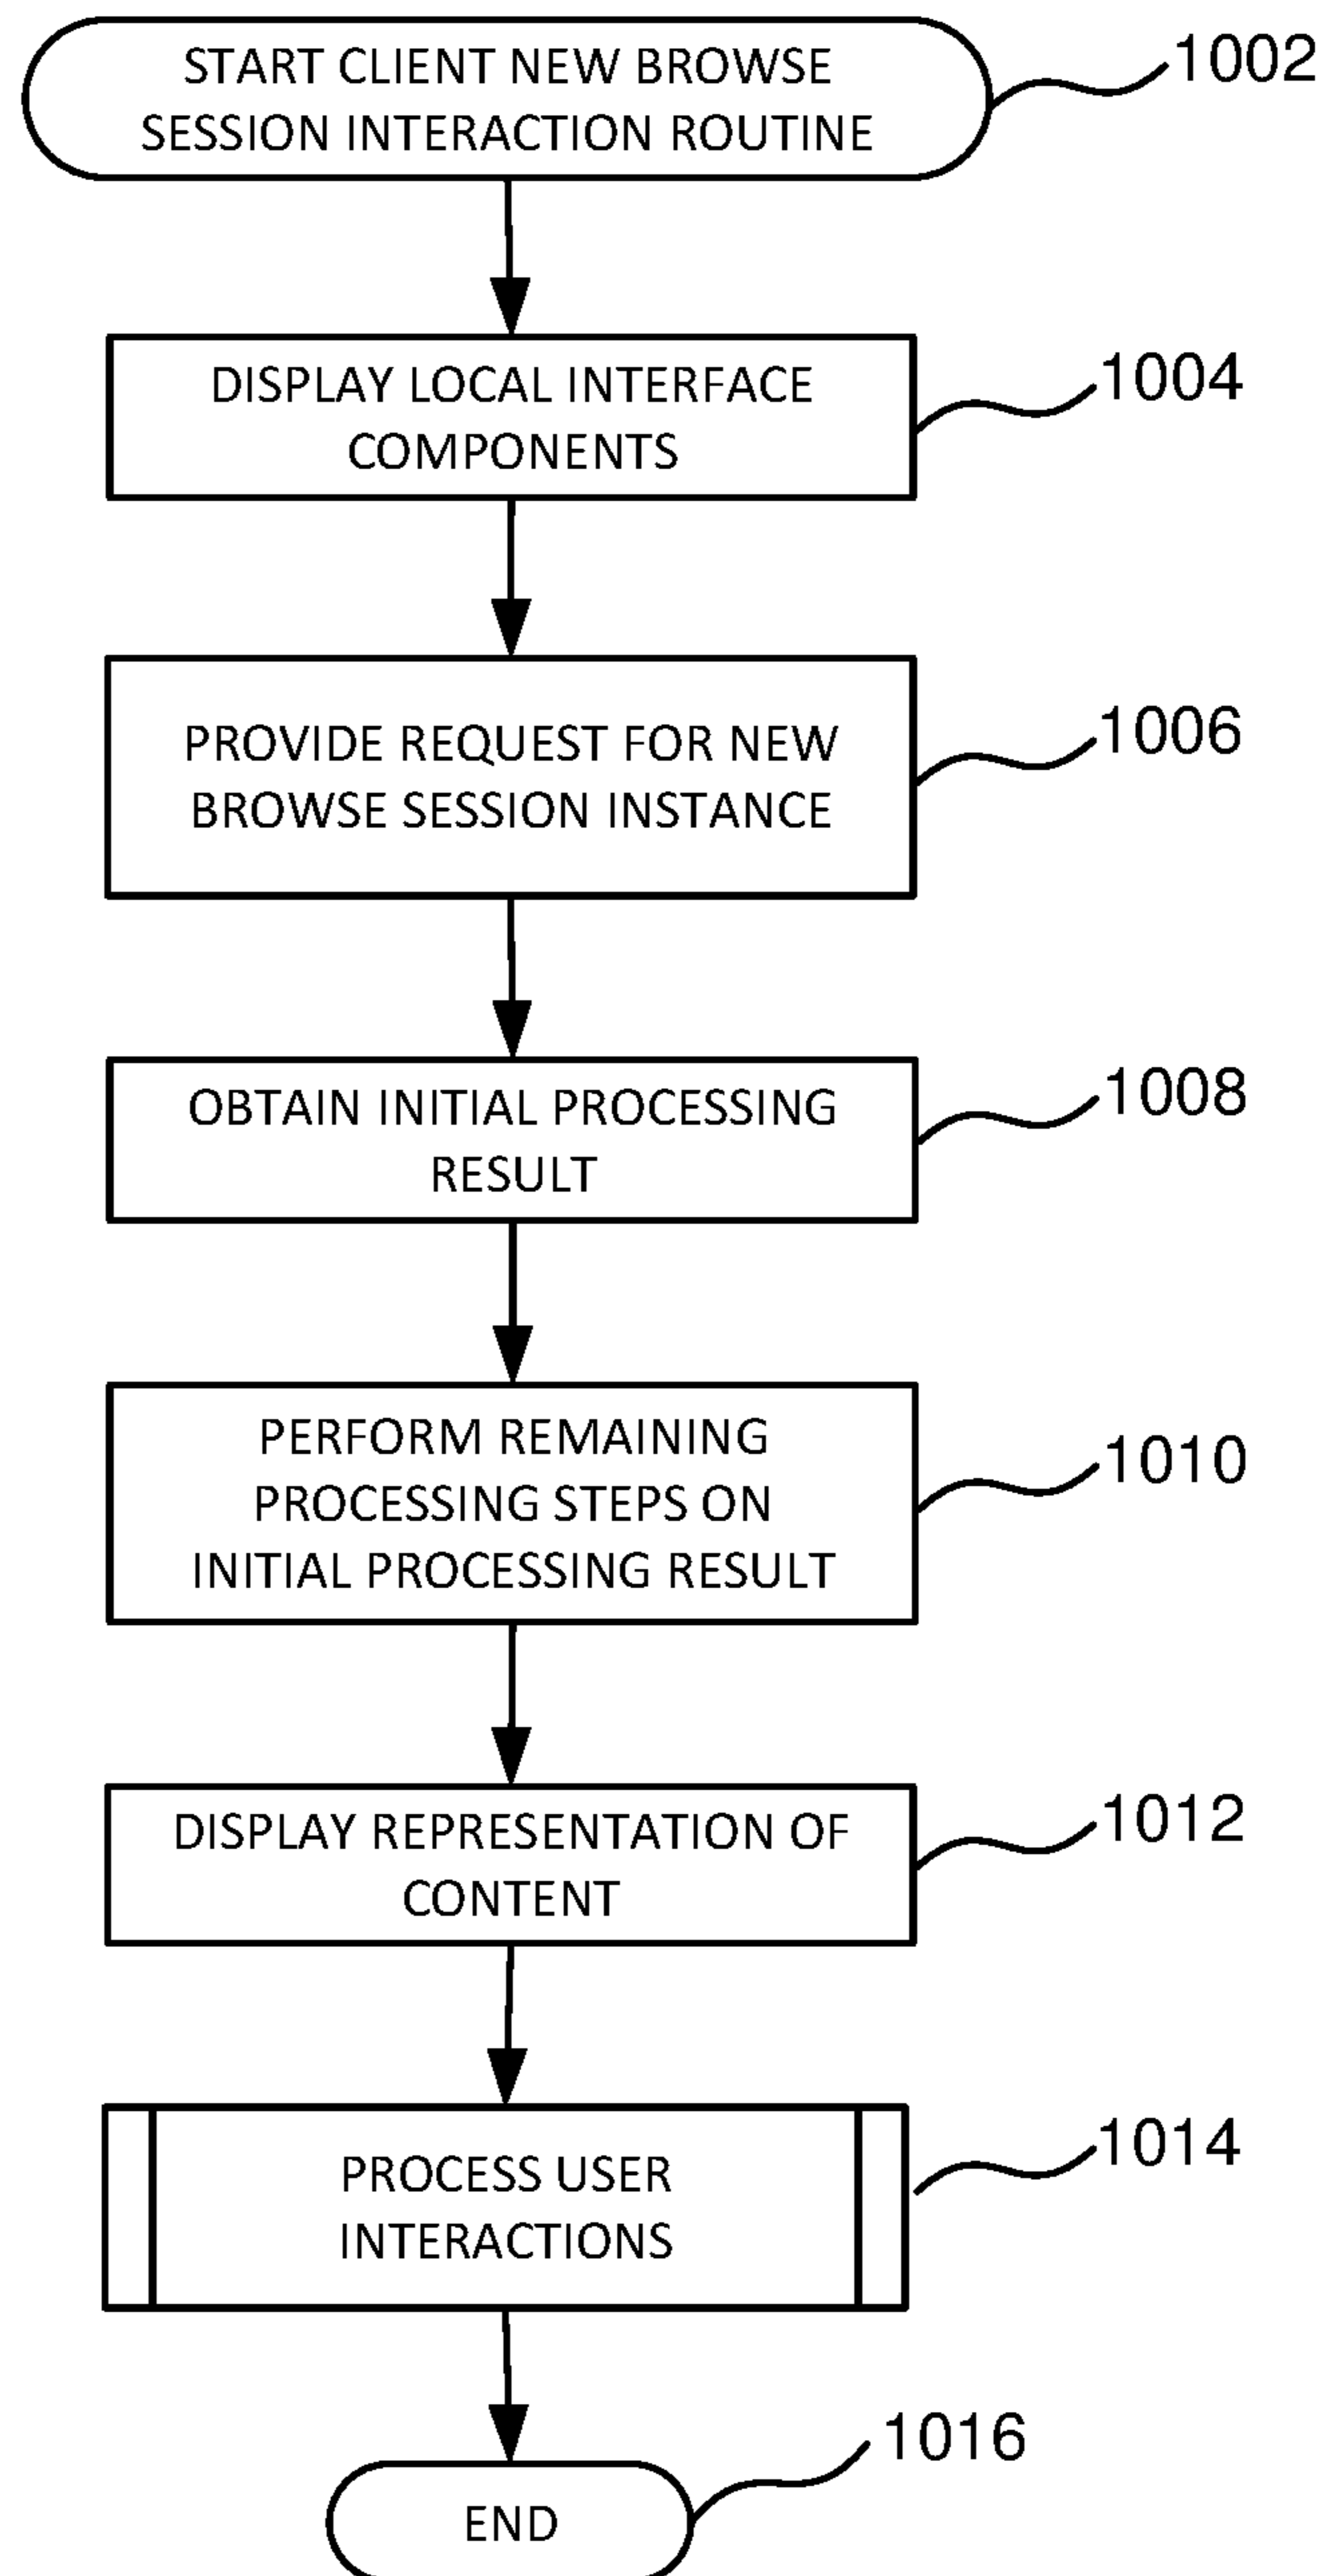 START CLIENT NEW BROWSE
SESSION INTERACTION ROUTINE
1002
DISPLAY LOCAL INTERFACE
COMPONENTS
1004
PROVIDE REQUEST FOR NEW
BROWSE SESSION INSTANCE
1006
OBTAIN INITIAL PROCESSING
RESULT
1008
PERFORM REMAINING
PROCESSING STEPS ON
INITIAL PROCESSING RESULT
1010
DISPLAY REPRESENTATION OF
CONTENT
1012
PROCESS USER
INTERACTIONS
1014
END
1016